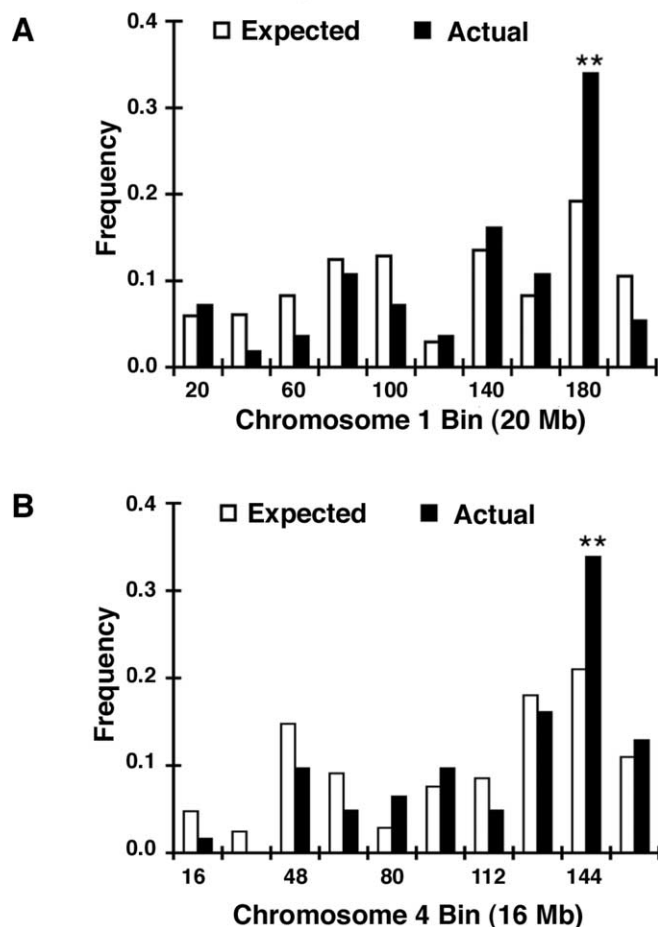 A
0.4
Expected Actual
**
0.3
Frequency
0.2
0.1
0.0
20 60 100 140 180
Chromosome 1 Bin (20 Mb)
B
0.4
Expected Actual
**
0.3
Frequency
0.2
0.1
0.0
16 48 80 112 144
Chromosome 4 Bin (16 Mb)